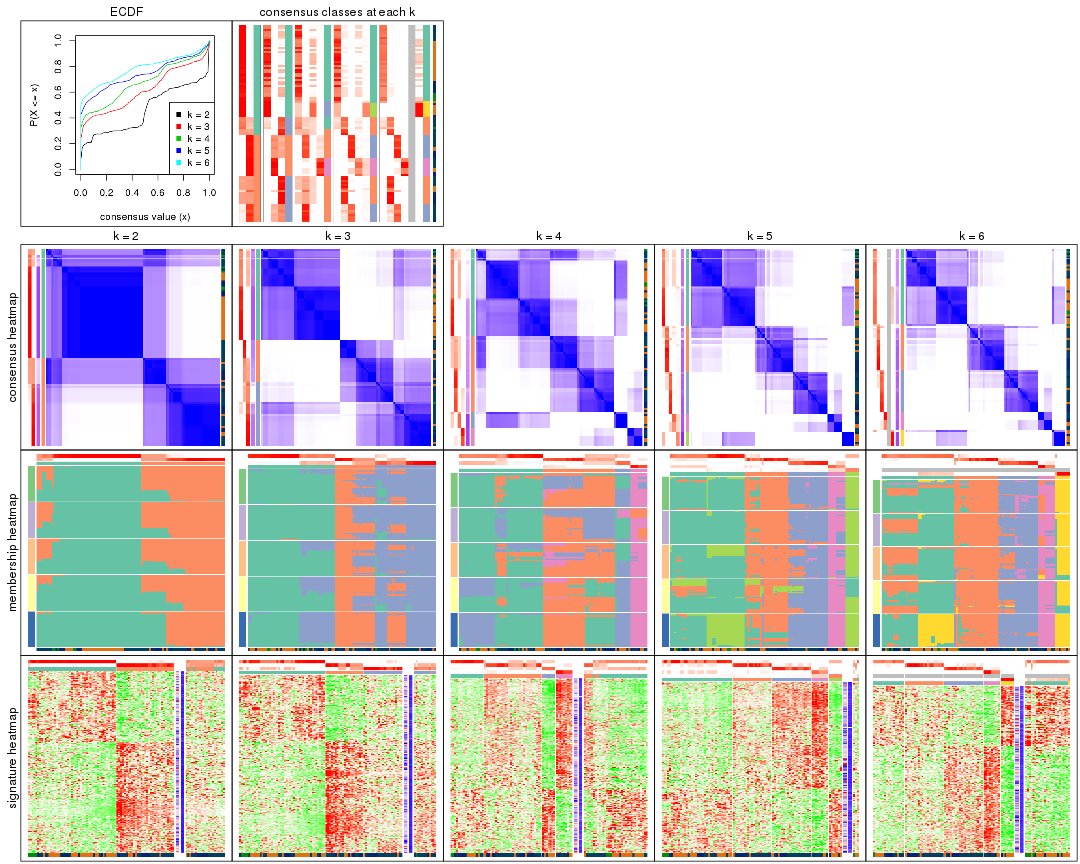 ECDF
consensus classes at each k
P(X <= x)
0.0 0.2 0.4 0.6 0.8 1.0
k = 2
k = 3
k = 4
k = 5
k = 6
0.0 0.2 0.4 0.6 0.8 1.0
consensus value (x)
k = 2
k = 3
k = 4
k = 5
k = 6
consensus heatmap
membership heatmap
signature heatmap